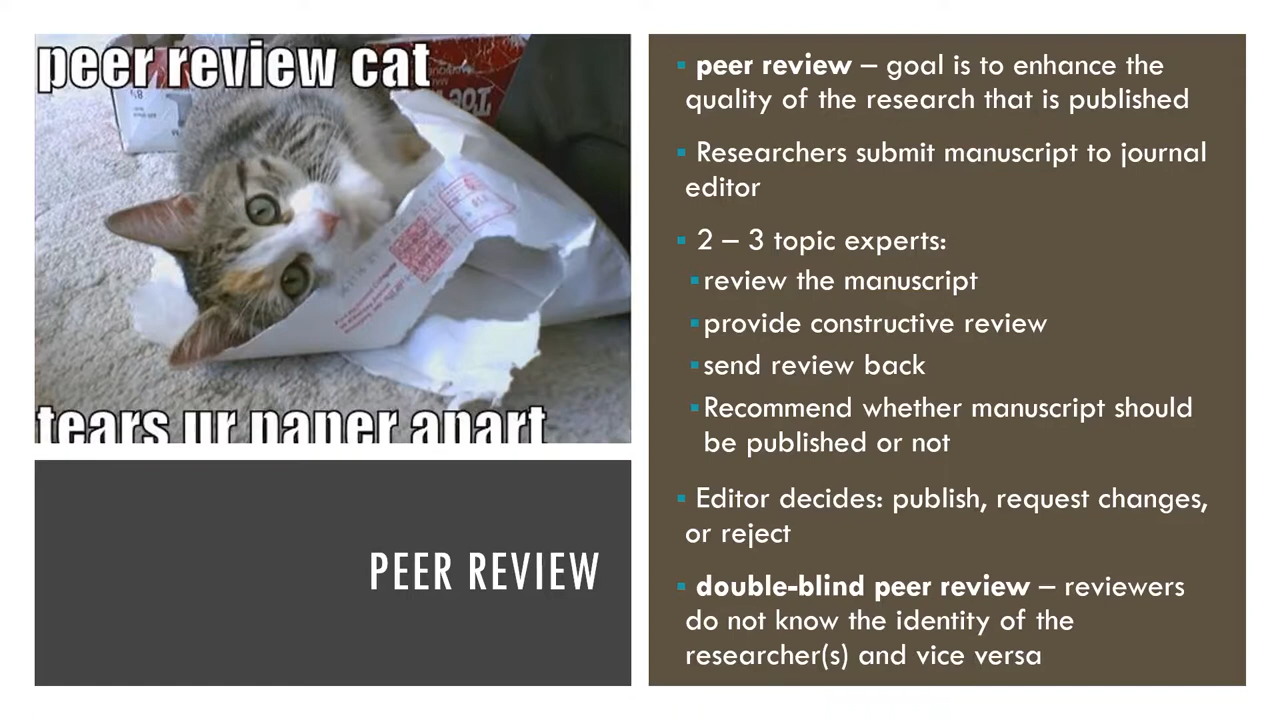 peer review cat
tears ur paper apart
PEER REVIEW
peer review – goal is to enhance the
quality of the research that is published
Researchers submit manuscript to journal
editor
2 – 3 topic experts:
review the manuscript
provide constructive review
send review back
Recommend whether manuscript should
be published or not
Editor decides: publish, request changes,
or reject
double-blind peer review – reviewers
do not know the identity of the
researcher(s) and vice versa